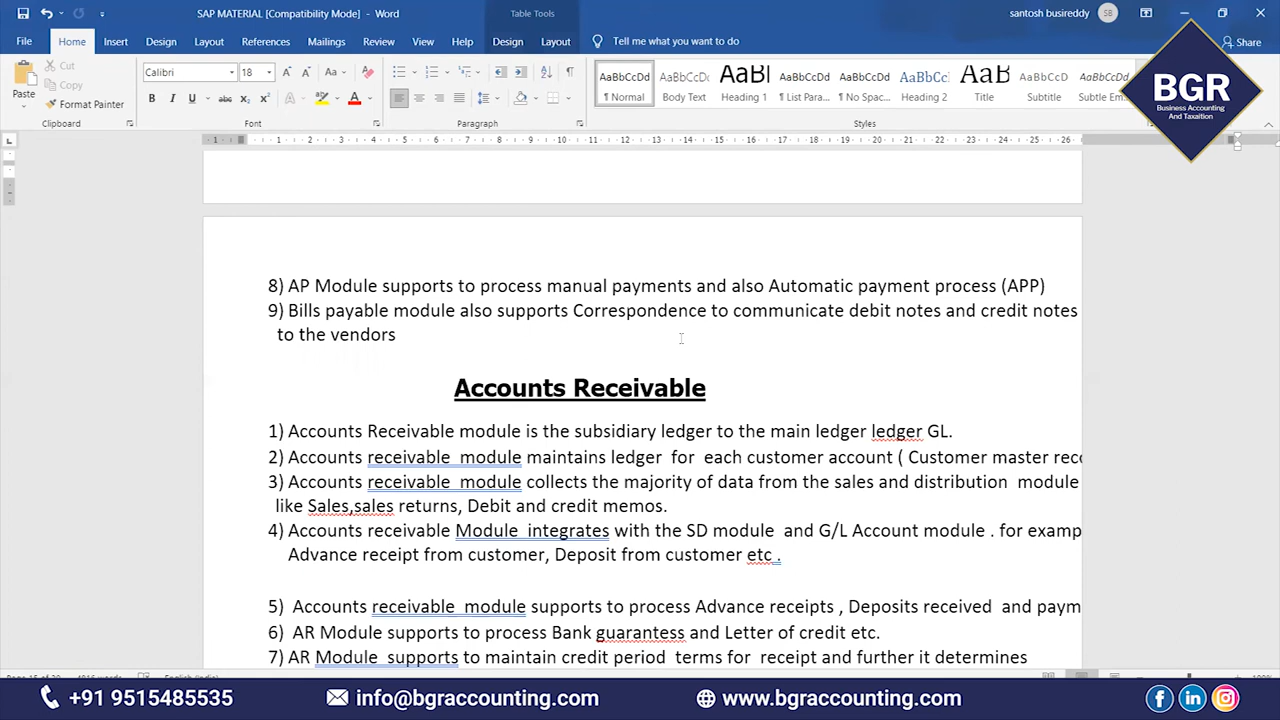 SAP MATERIAL [Compatibility Mode] - Word
Table Tools
santosh busireddy
SB
File Home Insert Design Layout References Mailings Review View Help Design Layout Tell me what you want to do Share
Paste
Cut
Copy
Format Painter
Clipboard
Calibri 18
Font
Paragraph
AaBbCcDd ¶ Normal
AaBbCcDd Body Text
AaBbCcI Heading 1
AaBbCcDd ¶ List Para...
AaBbCcDd ¶ No Spac...
AaBbCc Heading 2
AaBbC Title
AaBbCcD Subtitle
AaBbCcDd Subtle Em...
Styles
BGR
Business Accounting
And Taxaition
8) AP Module supports to process manual payments and also Automatic payment process (APP)
9) Bills payable module also supports Correspondence to communicate debit notes and credit notes
to the vendors
Accounts Receivable
1) Accounts Receivable module is the subsidiary ledger to the main ledger ledger GL.
2) Accounts receivable module maintains ledger for each customer account ( Customer master reco
3) Accounts receivable module collects the majority of data from the sales and distribution module
like Sales,sales returns, Debit and credit memos.
4) Accounts receivable Module integrates with the SD module and G/L Account module . for examp
Advance receipt from customer, Deposit from customer etc .
5) Accounts receivable module supports to process Advance receipts , Deposits received and paym
6) AR Module supports to process Bank guarantess and Letter of credit etc.
7) AR Module supports to maintain credit period terms for receipt and further it determines
+91 9515485535
info@bgraccounting.com
www.bgraccounting.com